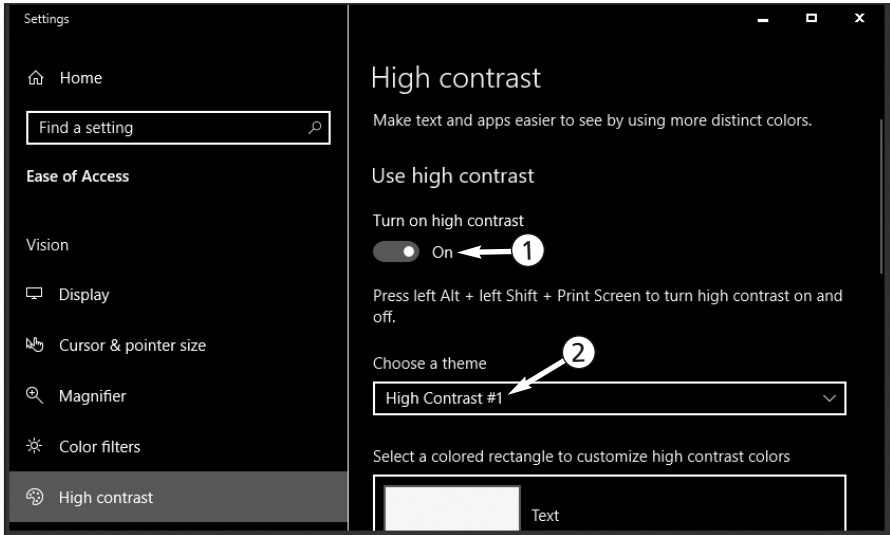 Settings
Home
Find a setting
Ease of Access
Vision
Display
Cursor & pointer size
Magnifier
Color filters
High contrast
High contrast
Make text and apps easier to see by using more distinct colors.
Use high contrast
Turn on high contrast
On
1
Press left Alt + left Shift + Print Screen to turn high contrast on and
off.
2
Choose a theme
High Contrast #1
Select a colored rectangle to customize high contrast colors
Text